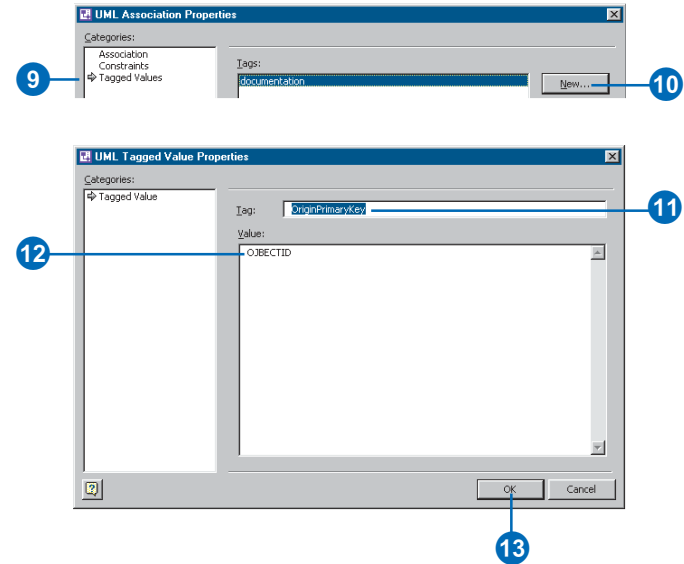 UML Association Properties
Categories:
Association
Constraints
Tagged Values
Tags:
documentation
New...
9
10
UML Tagged Value Properties
Categories:
Tagged Value
Tag:
OriginPrimaryKey
11
Value:
OJBECTID
12
OK
Cancel
13